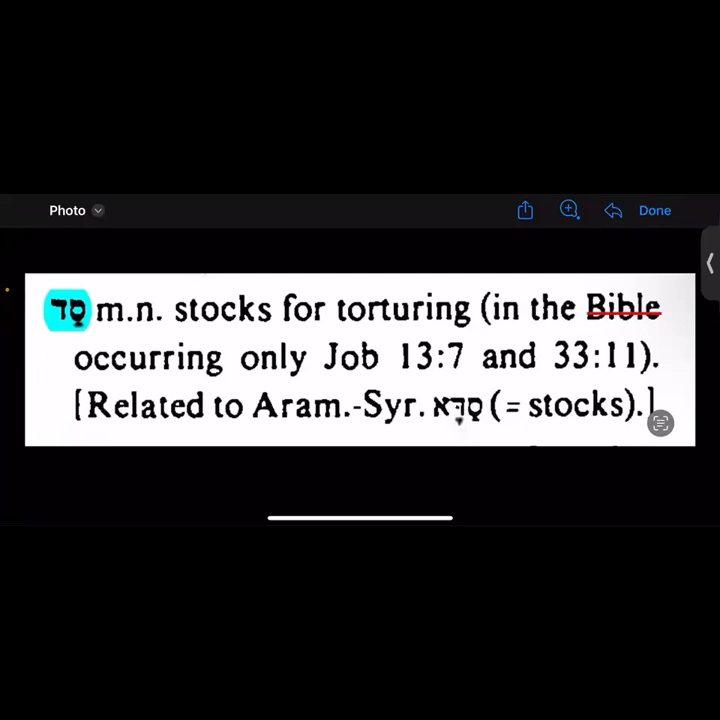 Photo
Done
סַד m.n. stocks for torturing (in the Bible
occurring only Job 13:7 and 33:11).
[Related to Aram.-Syr. סַדָּא (= stocks).]